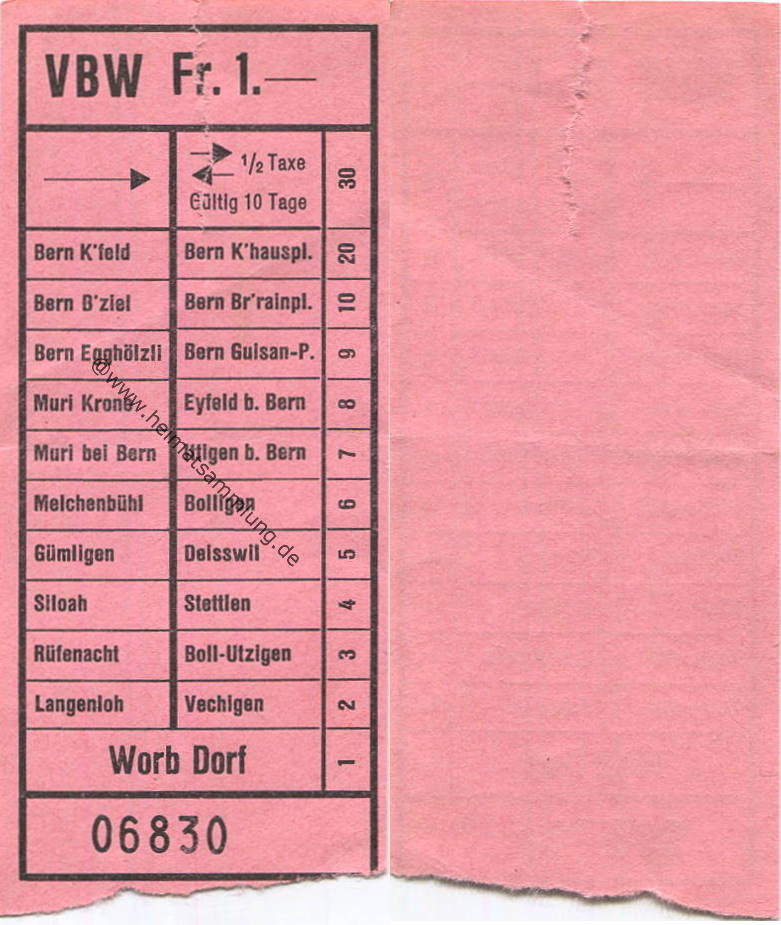 VBW Fr. 1.—
1/2 Taxe
Gültig 10 Tage
30
Bern K'feld Bern K'hauspl. 20
Bern B'ziel Bern Br'rainpl. 10
Bern Egghölzli Bern Guisan-P. 9
Muri Krone Eyfeld b. Bern 8
Muri bei Bern Ittigen b. Bern 7
Melchenbühl Bolligen 6
Gümligen Deisswil 5
Siloah Stettlen 4
Rüfenacht Boll-Utzigen 3
Langenloh Vechigen 2
Worb Dorf 1
06830
@www.heimatsammlung.de